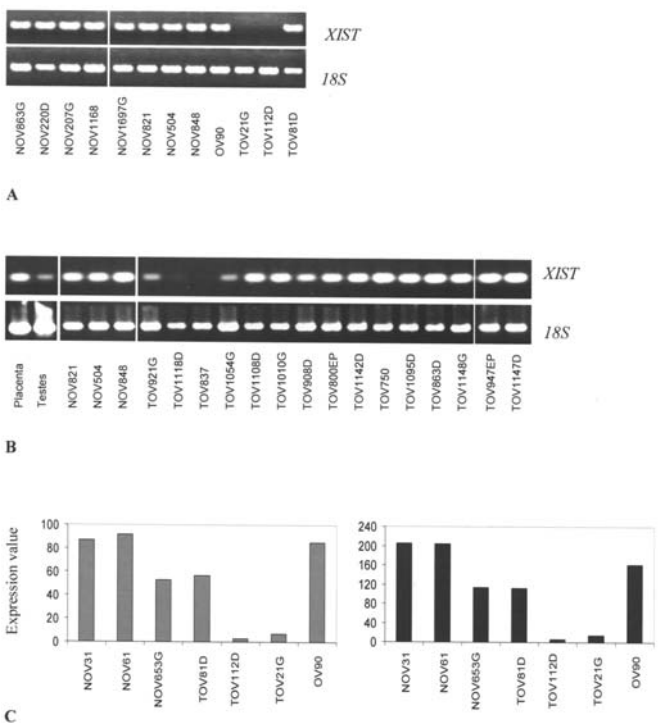 XIST
18S
NOV863G
NOV220D
NOV207G
NOV1168
NOV1697G
NOV821
NOV504
NOV848
OV90
TOV21G
TOV112D
TOV81D
A
XIST
18S
Placenta
Testes
NOV821
NOV504
NOV848
TOV921G
TOV1118D
TOV837
TOV1054G
TOV1108D
TOV1010G
TOV908D
TOV800EP
TOV1142D
TOV750
TOV1095D
TOV863D
TOV1148G
TOV947EP
TOV1147D
B
Expression value
100
80
60
40
20
0
NOV31
NOV61
NOV653G
TOV81D
TOV112D
TOV21G
OV90
240
200
160
120
80
40
0
NOV31
NOV61
NOV653G
TOV81D
TOV112D
TOV21G
OV90
C